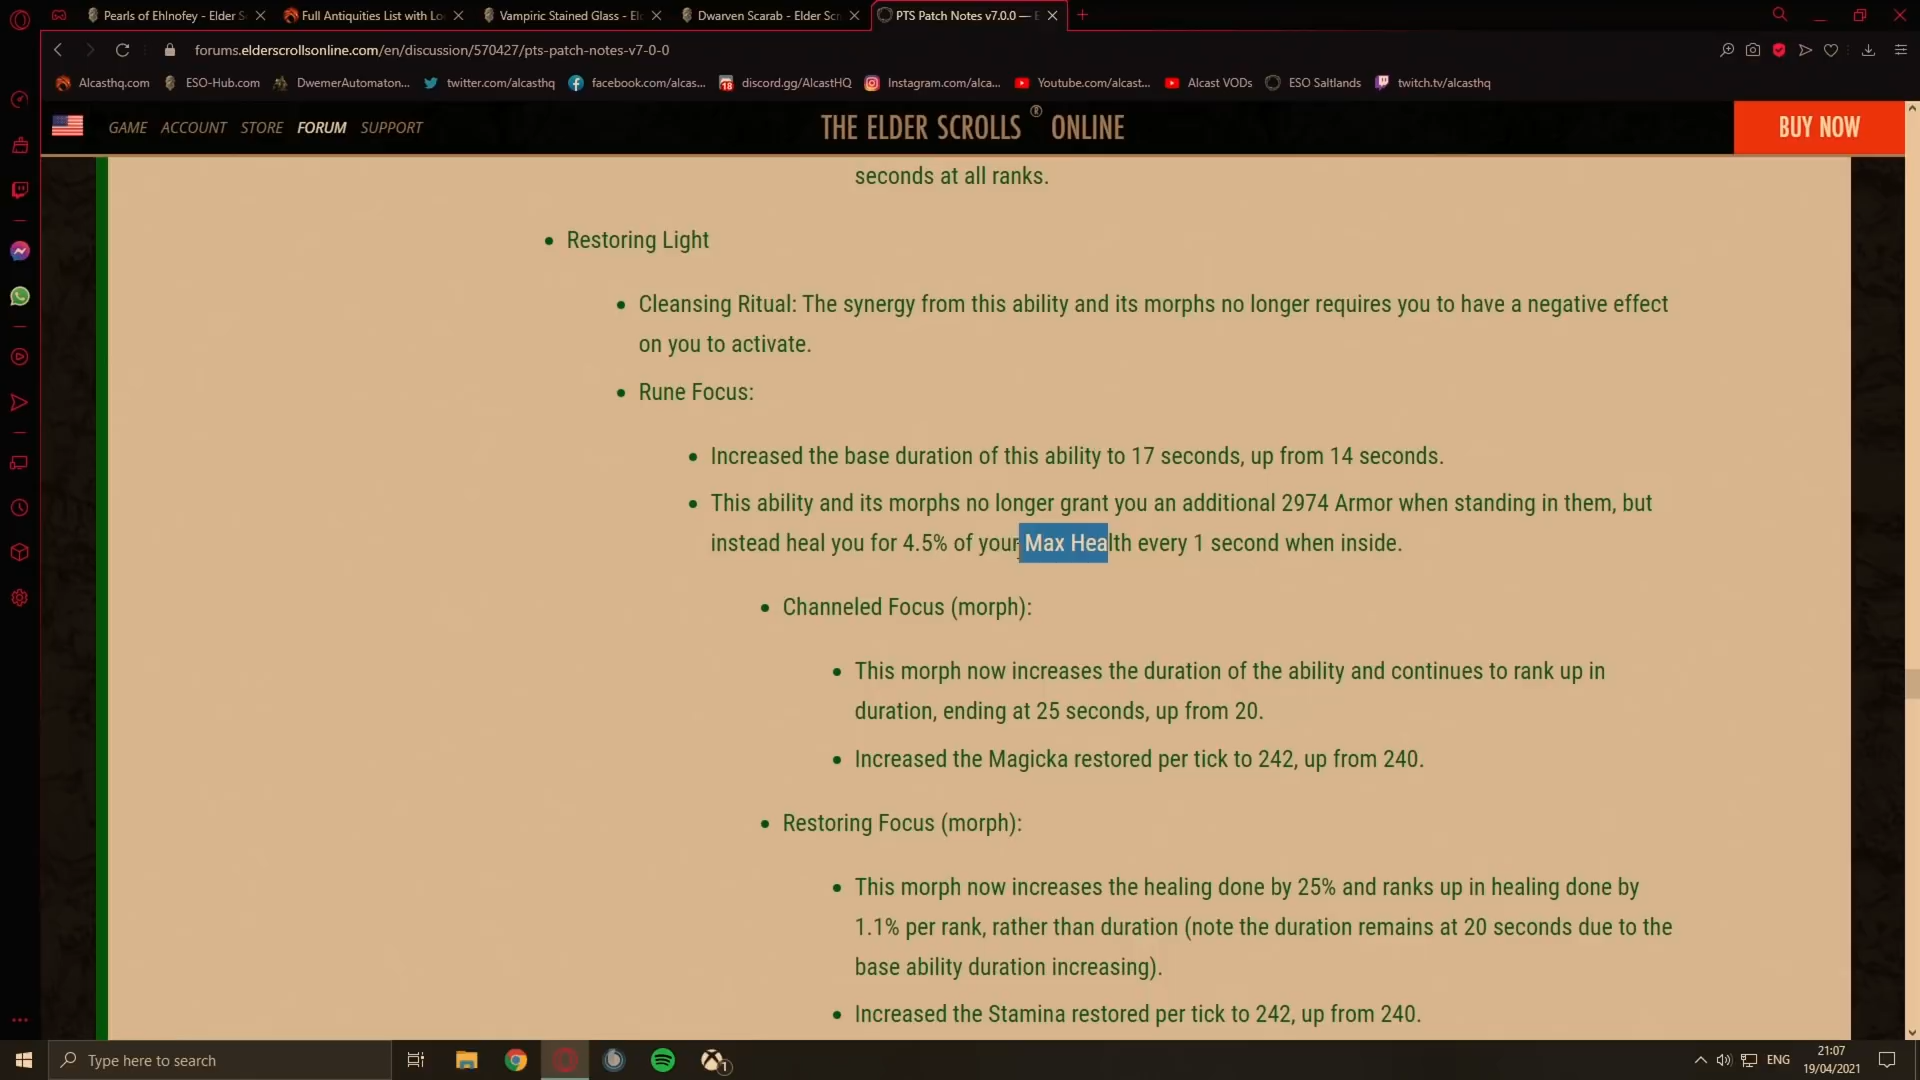 Pearls of Ehlnofey - Elder S
Full Antiquities List with Lo
Vampiric Stained Glass - El
Dwarven Scarab - Elder Scr
PTS Patch Notes v7.0.0 — E
forums.elderscrollsonline.com/en/discussion/570427/pts-patch-notes-v7-0-0
Alcasthq.com
ESO-Hub.com
DwemerAutomaton...
twitter.com/alcasthq
facebook.com/alcas...
18
discord.gg/AlcastHQ
Instagram.com/alca...
Youtube.com/alcast...
Alcast VODs
ESO Saltlands
twitch.tv/alcasthq
GAME ACCOUNT STORE FORUM SUPPORT
THE ELDER SCROLLS ® ONLINE
BUY NOW
seconds at all ranks.
• Restoring Light
• Cleansing Ritual: The synergy from this ability and its morphs no longer requires you to have a negative effect
on you to activate.
• Rune Focus:
• Increased the base duration of this ability to 17 seconds, up from 14 seconds.
• This ability and its morphs no longer grant you an additional 2974 Armor when standing in them, but
instead heal you for 4.5% of your Max Health every 1 second when inside.
• Channeled Focus (morph):
• This morph now increases the duration of the ability and continues to rank up in
duration, ending at 25 seconds, up from 20.
• Increased the Magicka restored per tick to 242, up from 240.
• Restoring Focus (morph):
• This morph now increases the healing done by 25% and ranks up in healing done by
1.1% per rank, rather than duration (note the duration remains at 20 seconds due to the
base ability duration increasing).
• Increased the Stamina restored per tick to 242, up from 240.
Type here to search
1
ENG
21:07
19/04/2021